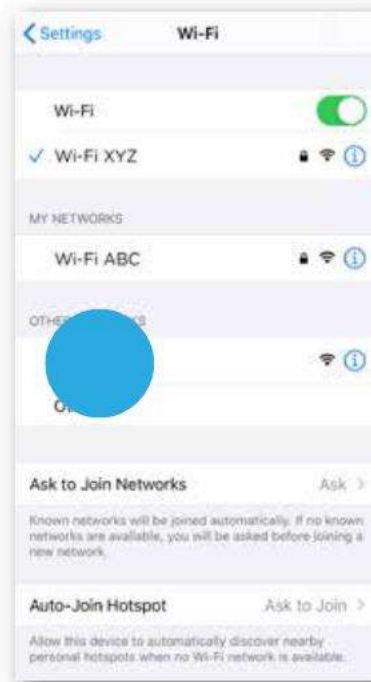 Settings
Wi-Fi
Wi-Fi
Wi-Fi XYZ
MY NETWORKS
Wi-Fi ABC
Ask to Join Networks
Ask
Known networks will be joined automatically. If no known
networks are available, you will be asked before joining a
new network.
Auto-Join Hotspot
Ask to Join
Allow this device to automatically discover nearby
personal hotspots when no Wi-Fi network is available.